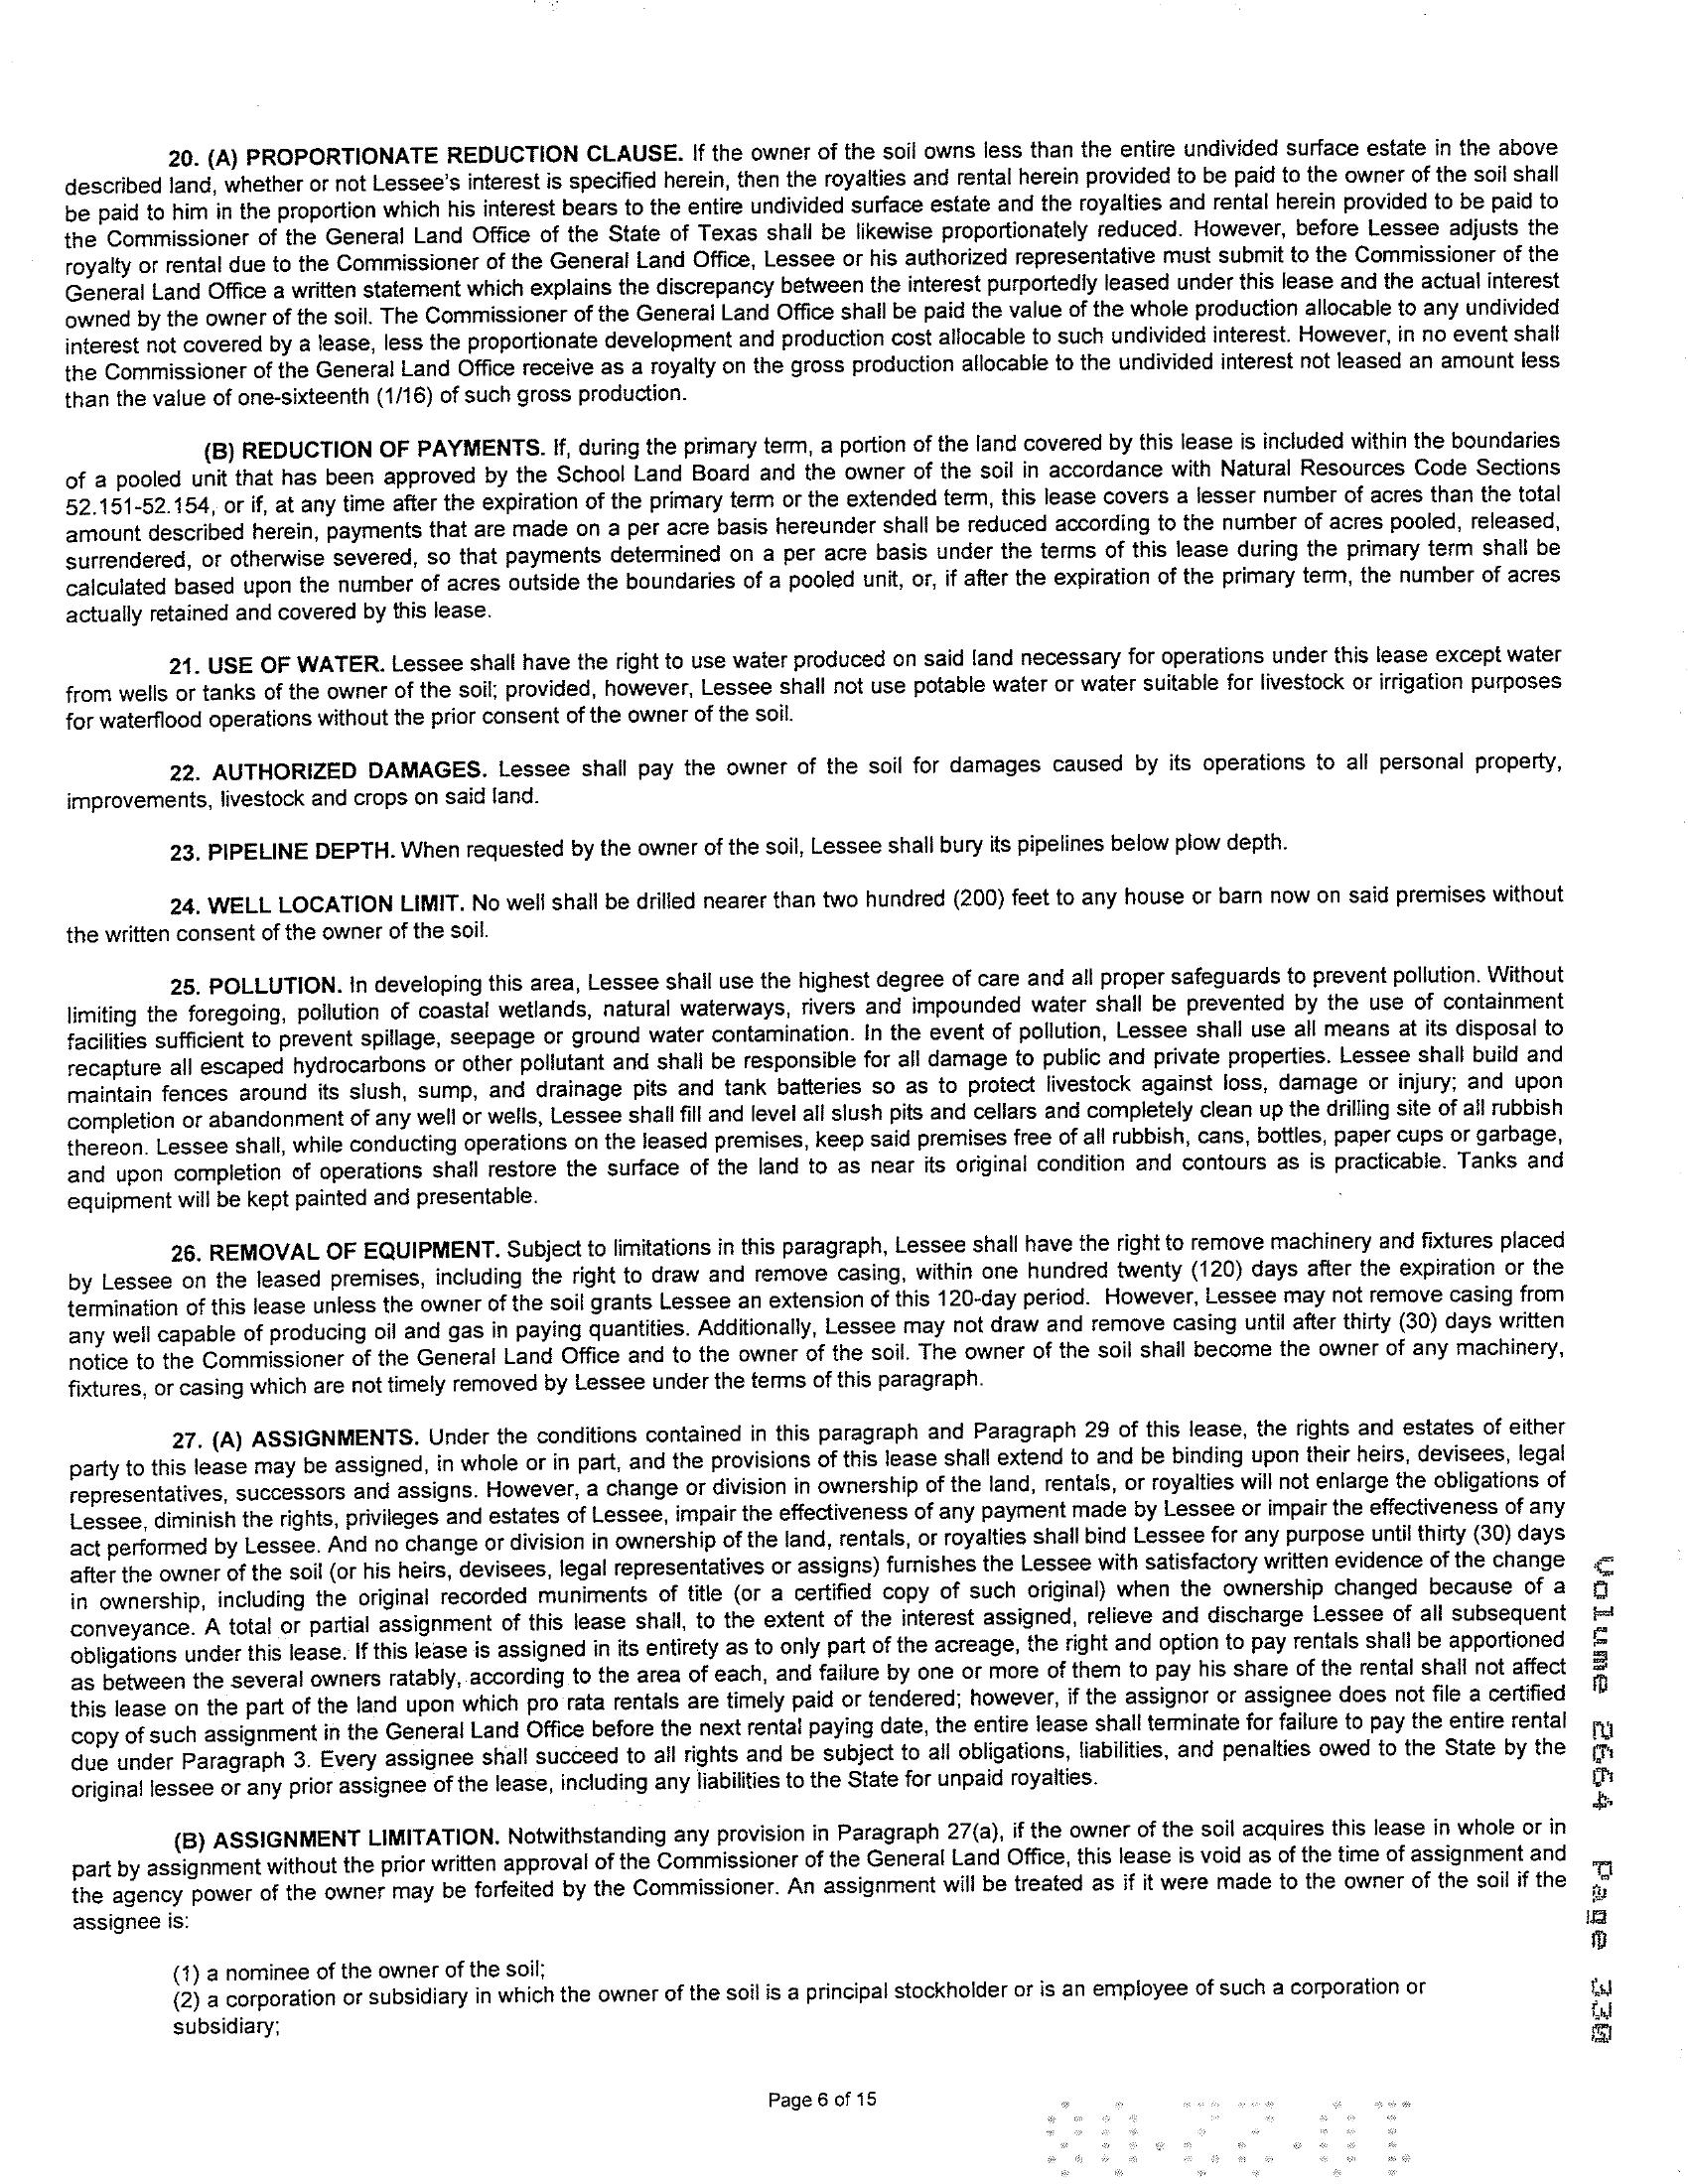 20. (A) PROPORTIONATE REDUCTION CLAUSE. If the owner of the soil owns less than the entire undivided surface estate in the above
described land, whether or not Lessee's interest is specified herein, then the royalties and rental herein provided to be paid to the owner of the soil shall
be paid to him in the proportion which his interest bears to the entire undivided surface estate and the royalties and rental herein provided to be paid to
the Commissioner of the General Land Office of the State of Texas shall be likewise proportionately reduced. However, before Lessee adjusts the
royalty or rental due to the Commissioner of the General Land Office, Lessee or his authorized representative must submit to the Commissioner of the
General Land Office a written statement which explains the discrepancy between the interest purportedly leased under this lease and the actual interest
owned by the owner of the soil. The Commissioner of the General Land Office shall be paid the value of the whole production allocable to any undivided
interest not covered by a lease, less the proportionate development and production cost allocable to such undivided interest. However, in no event shall
the Commissioner of the General Land Office receive as a royalty on the gross production allocable to the undivided interest not leased an amount less
than the value of one-sixteenth (1/16) of such gross production.
(B) REDUCTION OF PAYMENTS. If, during the primary term, a portion of the land covered by this lease is included within the boundaries
of a pooled unit that has been approved by the School Land Board and the owner of the soil in accordance with Natural Resources Code Sections
52.151-52.154, or if, at any time after the expiration of the primary term or the extended term, this lease covers a lesser number of acres than the total
amount described herein, payments that are made on a per acre basis hereunder shall be reduced according to the number of acres pooled, released,
surrendered, or otherwise severed, so that payments determined on a per acre basis under the terms of this lease during the primary term shall be
calculated based upon the number of acres outside the boundaries of a pooled unit, or, if after the expiration of the primary term, the number of acres
actually retained and covered by this lease.
21. USE OF WATER. Lessee shall have the right to use water produced on said land necessary for operations under this lease except water
from wells or tanks of the owner of the soil; provided, however, Lessee shall not use potable water or water suitable for livestock or irrigation purposes
for waterflood operations without the prior consent of the owner of the soil.
22. AUTHORIZED DAMAGES. Lessee shall pay the owner of the soil for damages caused by its operations to all personal property,
improvements, livestock and crops on said land.
23. PIPELINE DEPTH. When requested by the owner of the soil, Lessee shall bury its pipelines below plow depth.
24. WELL LOCATION LIMIT. No well shall be drilled nearer than two hundred (200) feet to any house or barn now on said premises without
the written consent of the owner of the soil.
25. POLLUTION. In developing this area, Lessee shall use the highest degree of care and all proper safeguards to prevent pollution. Without
limiting the foregoing, pollution of coastal wetlands, natural waterways, rivers and impounded water shall be prevented by the use of containment
facilities sufficient to prevent spillage, seepage or ground water contamination. In the event of pollution, Lessee shall use all means at its disposal to
recapture all escaped hydrocarbons or other pollutant and shall be responsible for all damage to public and private properties. Lessee shall build and
maintain fences around its slush, sump, and drainage pits and tank batteries so as to protect livestock against loss, damage or injury; and upon
completion or abandonment of any well or wells, Lessee shall fill and level all slush pits and cellars and completely clean up the drilling site of all rubbish
thereon. Lessee shall, while conducting operations on the leased premises, keep said premises free of all rubbish, cans, bottles, paper cups or garbage,
and upon completion of operations shall restore the surface of the land to as near its original condition and contours as is practicable. Tanks and
equipment will be kept painted and presentable.
26. REMOVAL OF EQUIPMENT. Subject to limitations in this paragraph, Lessee shall have the right to remove machinery and fixtures placed
by Lessee on the leased premises, including the right to draw and remove casing, within one hundred twenty (120) days after the expiration or the
termination of this lease unless the owner of the soil grants Lessee an extension of this 120-day period. However, Lessee may not remove casing from
any well capable of producing oil and gas in paying quantities. Additionally, Lessee may not draw and remove casing until after thirty (30) days written
notice to the Commissioner of the General Land Office and to the owner of the soil. The owner of the soil shall become the owner of any machinery,
fixtures, or casing which are not timely removed by Lessee under the terms of this paragraph.
27. (A) ASSIGNMENTS. Under the conditions contained in this paragraph and Paragraph 29 of this lease, the rights and estates of either
party to this lease may be assigned, in whole or in part, and the provisions of this lease shall extend to and be binding upon their heirs, devisees, legal
representatives, successors and assigns. However, a change or division in ownership of the land, rentals, or royalties will not enlarge the obligations of
Lessee, diminish the rights, privileges and estates of Lessee, impair the effectiveness of any payment made by Lessee or impair the effectiveness of any
act performed by Lessee. And no change or division in ownership of the land, rentals, or royalties shall bind Lessee for any purpose until thirty (30) days
after the owner of the soil (or his heirs, devisees, legal representatives or assigns) furnishes the Lessee with satisfactory written evidence of the change
in ownership, including the original recorded muniments of title (or a certified copy of such original) when the ownership changed because of a
conveyance. A total or partial assignment of this lease shall, to the extent of the interest assigned, relieve and discharge Lessee of all subsequent
obligations under this lease. If this lease is assigned in its entirety as to only part of the acreage, the right and option to pay rentals shall be apportioned
as between the several owners ratably, according to the area of each, and failure by one or more of them to pay his share of the rental shall not affect
this lease on the part of the land upon which pro rata rentals are timely paid or tendered; however, if the assignor or assignee does not file a certified
copy of such assignment in the General Land Office before the next rental paying date, the entire lease shall terminate for failure to pay the entire rental
due under Paragraph 3. Every assignee shall succeed to all rights and be subject to all obligations, liabilities, and penalties owed to the State by the
original lessee or any prior assignee of the lease, including any liabilities to the State for unpaid royalties.
(B) ASSIGNMENT LIMITATION. Notwithstanding any provision in Paragraph 27(a), if the owner of the soil acquires this lease in whole or in
part by assignment without the prior written approval of the Commissioner of the General Land Office, this lease is void as of the time of assignment and
the agency power of the owner may be forfeited by the Commissioner. An assignment will be treated as if it were made to the owner of the soil if the
assignee is:
(1) a nominee of the owner of the soil;
(2) a corporation or subsidiary in which the owner of the soil is a principal stockholder or is an employee of such a corporation or
subsidiary;
Page 6 of 15
Volume 2664 Page 330